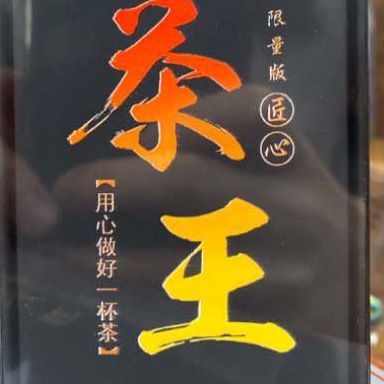 茶王
限量版匠心
【用心做好一杯茶】